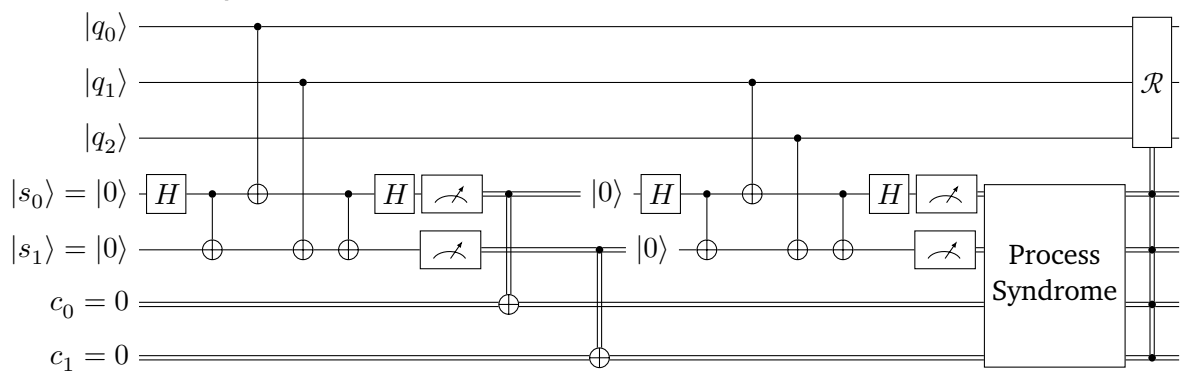 |q₀⟩
|q₁⟩
ℛ
|q₂⟩
|s₀⟩ = |0⟩ H H |0⟩ H H
|s₁⟩ = |0⟩ |0⟩
Process
Syndrome
c₀ = 0
c₁ = 0